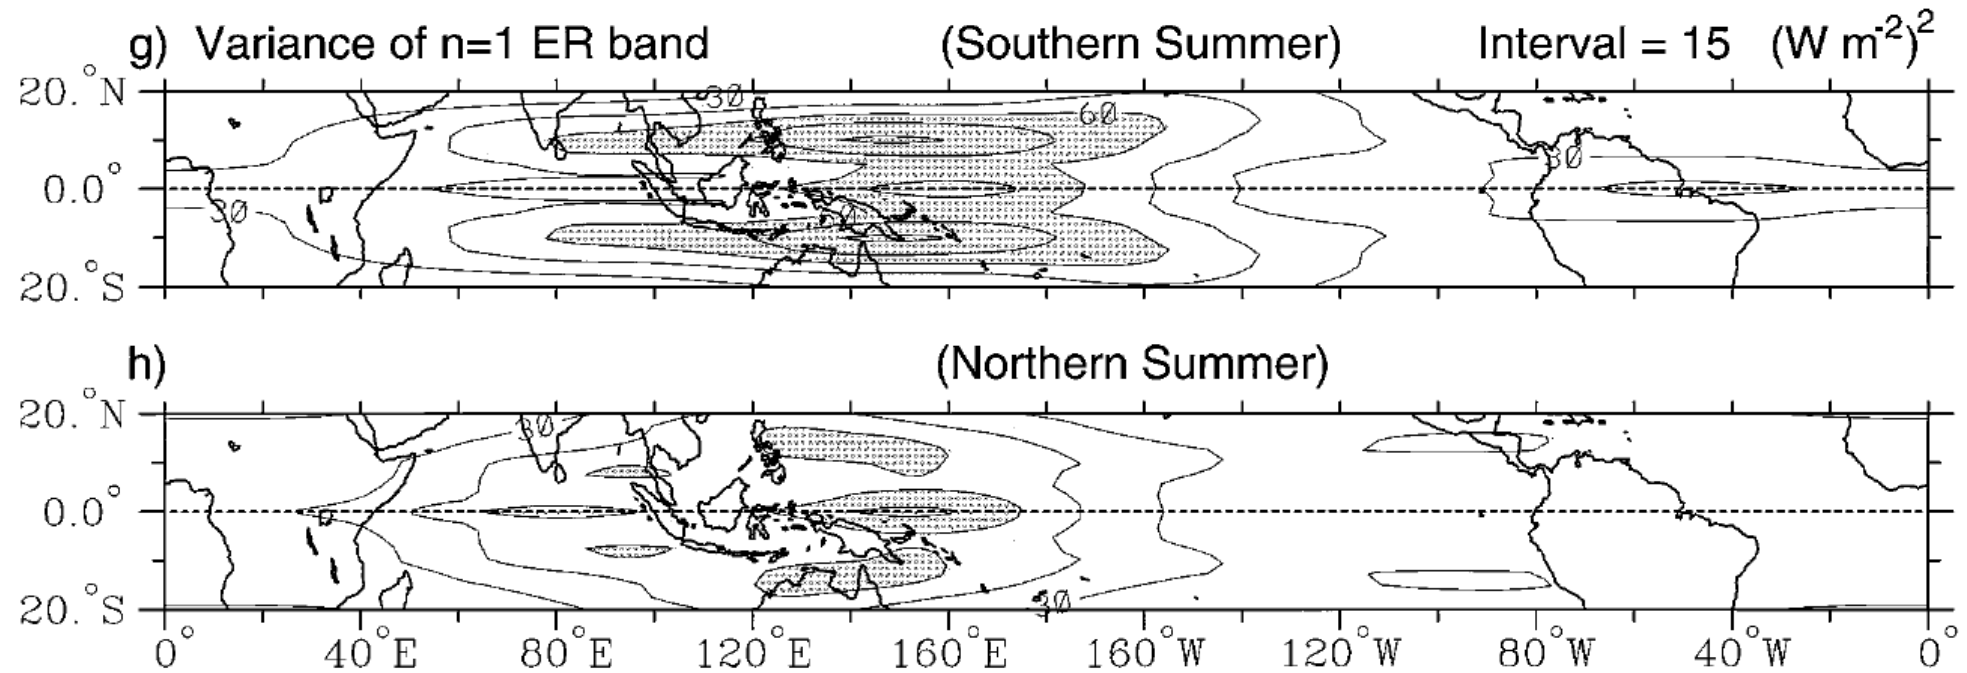 g) Variance of n=1 ER band (Southern Summer) Interval = 15 (W m-2)2
20.°N
30
60
30
0.0°
30
20.°S
h) (Northern Summer)
20.°N
30
0.0°
20.°S
30
0° 40°E 80°E 120°E 160°E 160°W 120°W 80°W 40°W 0°